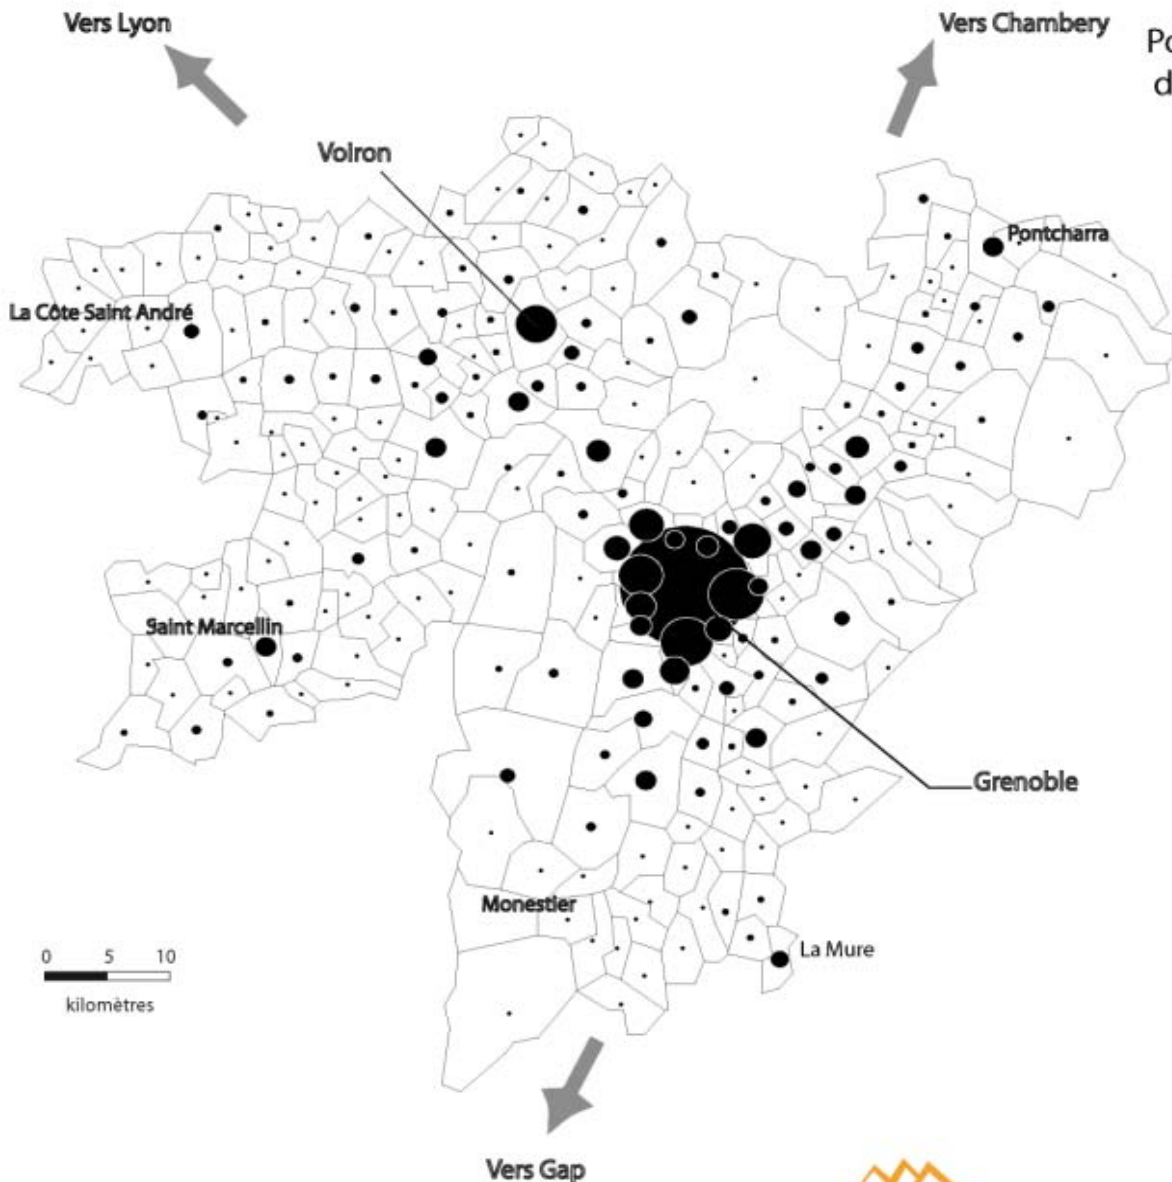 Vers Lyon
Vers Chambery
Po
d
Voiron
Pontcharra
La Côte Saint André
Saint Marcellin
Grenoble
Monestier
La Mure
0 5 10
kilomètres
Vers Gap